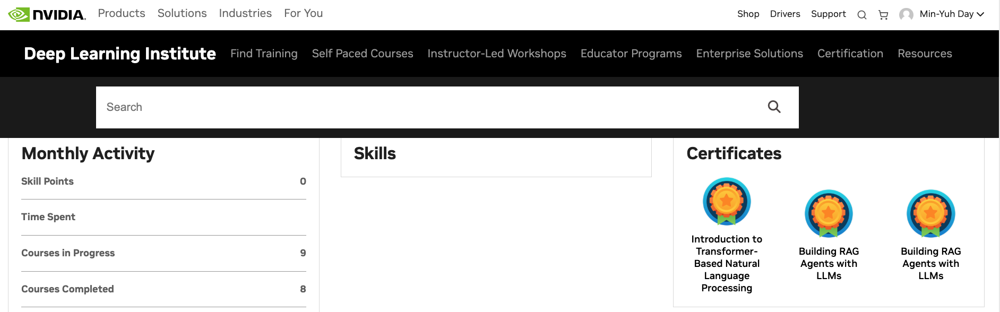 NVIDIA. Products Solutions Industries For You Shop Drivers Support Min-Yuh Day
Deep Learning Institute Find Training Self Paced Courses Instructor-Led Workshops Educator Programs Enterprise Solutions Certification Resources
Search
Monthly Activity
Skill Points 0
Time Spent
Courses in Progress 9
Courses Completed 8
Skills
Certificates
Introduction to
Transformer-
Based Natural
Language
Processing
Building RAG
Agents with
LLMs
Building RAG
Agents with
LLMs